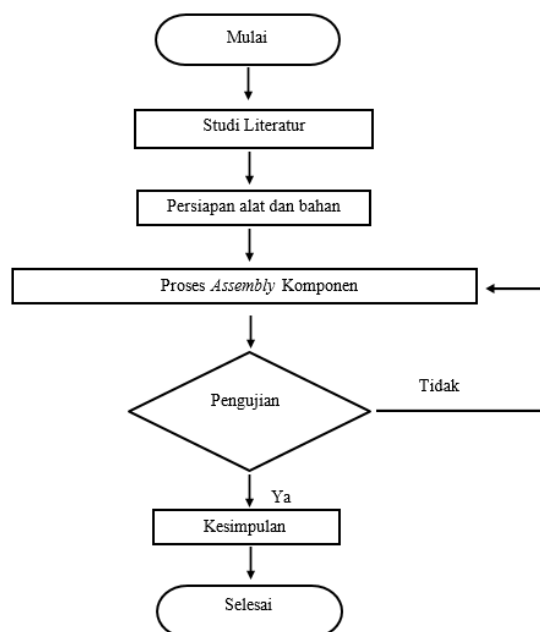 Mulai
Studi Literatur
Persiapan alat dan bahan
Proses Assembly Komponen
Pengujian
Tidak
Ya
Kesimpulan
Selesai